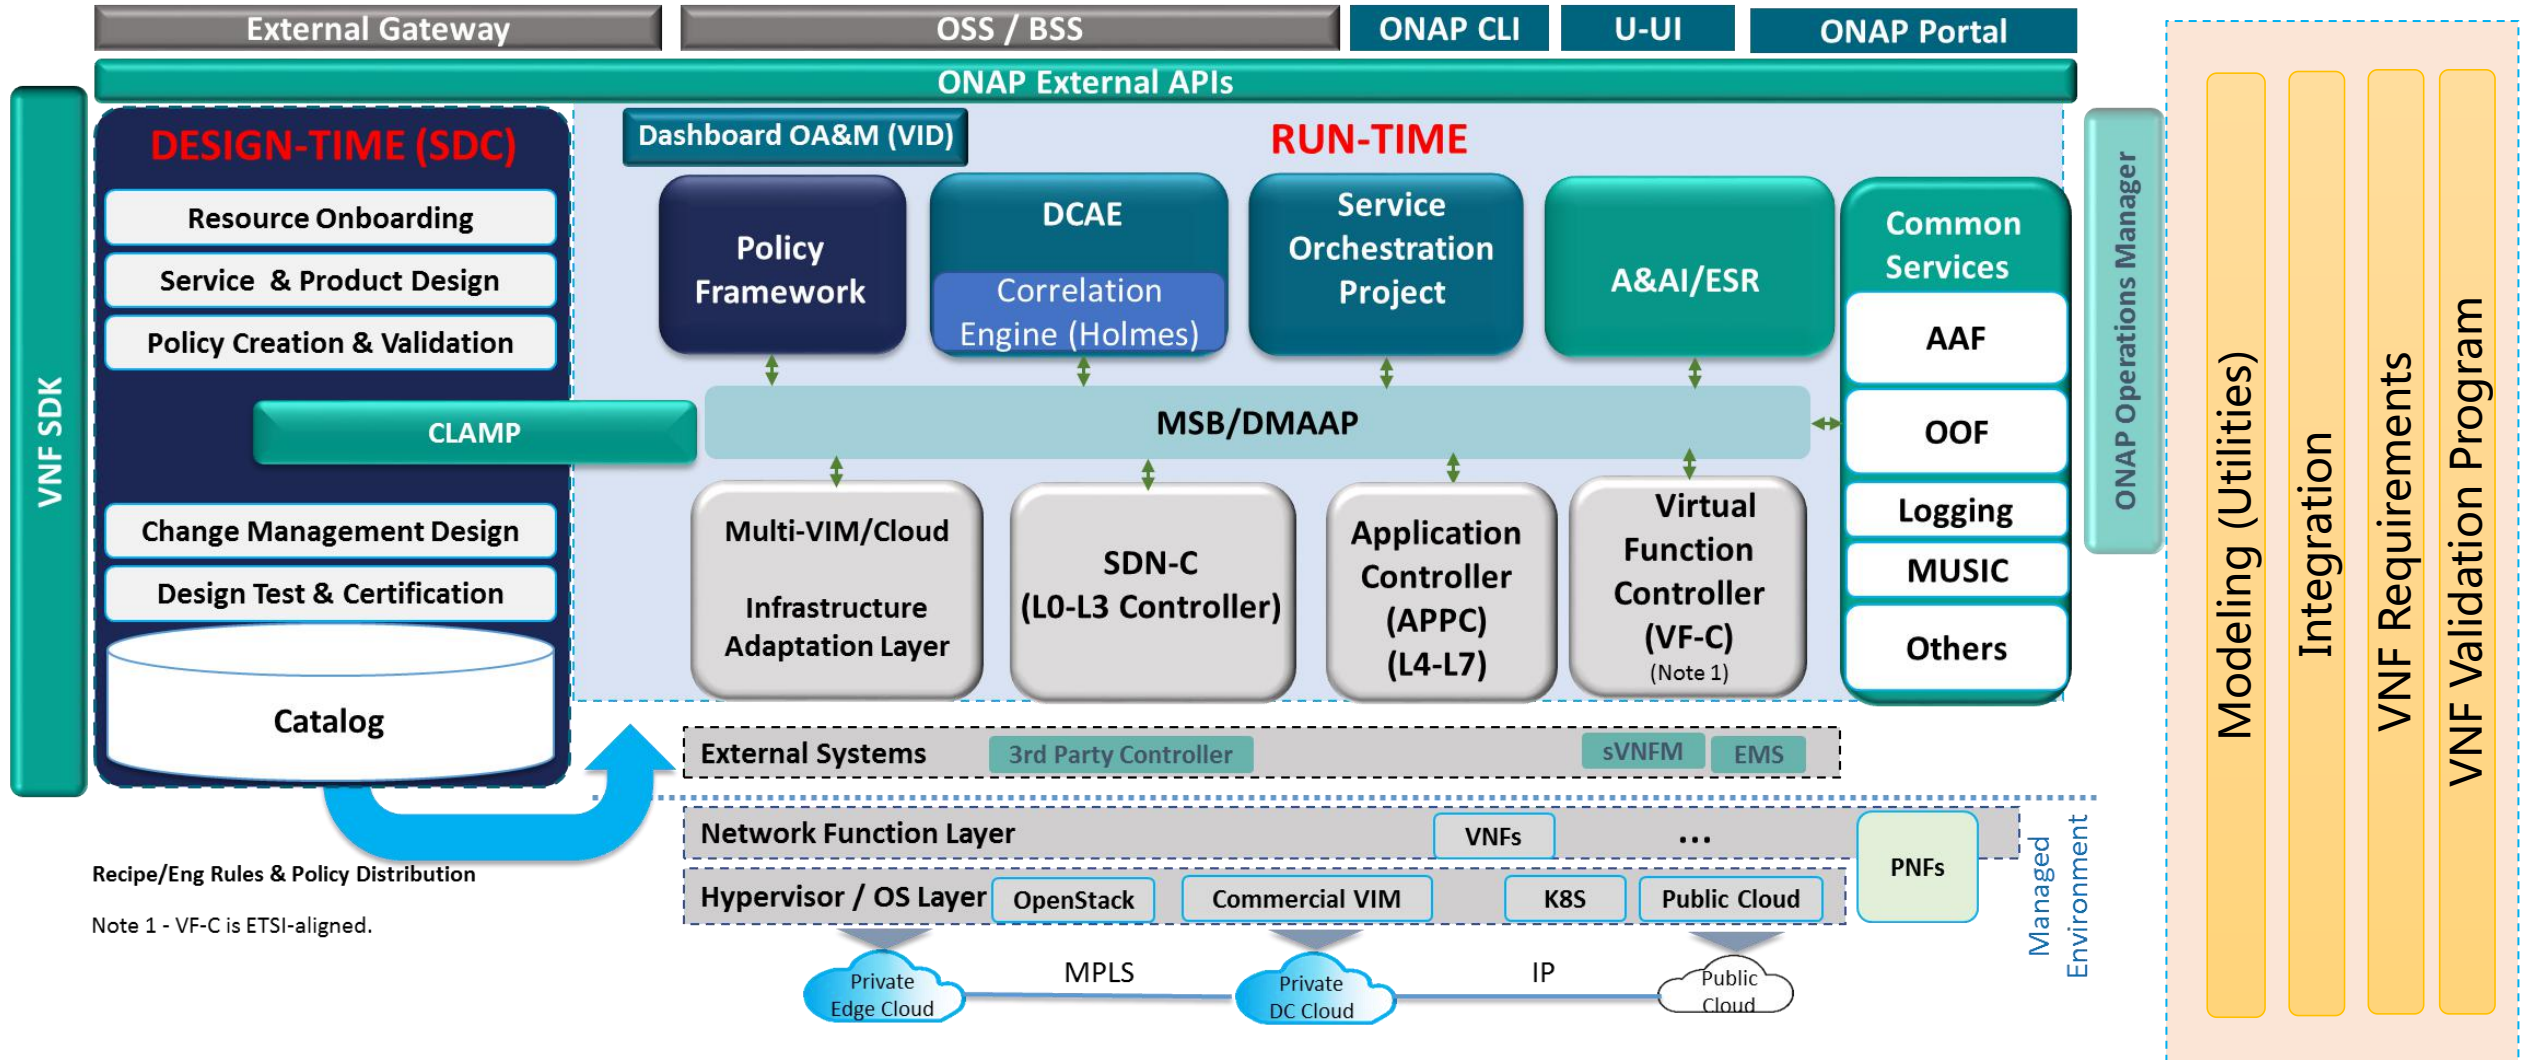 External Gateway
OSS / BSS
ONAP CLI
U-UI
ONAP Portal
ONAP External APIs
VNF SDK
DESIGN-TIME (SDC)
Resource Onboarding
Service & Product Design
Policy Creation & Validation
CLAMP
Change Management Design
Design Test & Certification
Catalog
Recipe/Eng Rules & Policy Distribution
Note 1 - VF-C is ETSI-aligned.
Dashboard OA&M (VID)
RUN-TIME
Policy
Framework
DCAE
Correlation
Engine (Holmes)
Service
Orchestration
Project
A&AI/ESR
Common
Services
AAF
OOF
Logging
MUSIC
Others
MSB/DMAAP
Multi-VIM/Cloud
Infrastructure
Adaptation Layer
SDN-C
(L0-L3 Controller)
Application
Controller
(APPC)
(L4-L7)
Virtual
Function
Controller
(VF-C)
(Note 1)
External Systems
3rd Party Controller
sVNFM
EMS
Network Function Layer
VNFs
...
PNFs
Hypervisor / OS Layer
OpenStack
Commercial VIM
K8S
Public Cloud
Managed
Environment
Private
Edge Cloud
MPLS
Private
DC Cloud
IP
Public
Cloud
ONAP Operations Manager
Modeling (Utilities)
Integration
VNF Requirements
VNF Validation Program